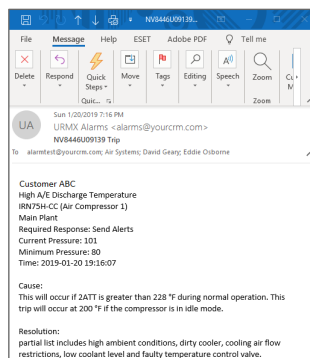 NV8446U09139...
File Message Help ESET Adobe PDF Tell me
Delete Respond Quick Steps Move Tags Editing Speech Zoom
Quic... Zoom
Sun 1/20/2019 7:16 PM
UA URMX Alarms <alarms@yourcrm.com>
NV8446U09139 Trip
To alarmtest@yourcrm.com; Air Systems; David Geary; Eddie Osborne
Customer ABC
High A/E Discharge Temperature
IRN75H-CC (Air Compressor 1)
Main Plant
Required Response: Send Alerts
Current Pressure: 101
Minimum Pressure: 80
Time: 2019-01-20 19:16:07
Cause:
This will occur if 2ATT is greater than 228 °F during normal operation. This
trip will occur at 200 °F if the compressor is in idle mode.
Resolution:
partial list includes high ambient conditions, dirty cooler, cooling air flow
restrictions, low coolant level and faulty temperature control valve.